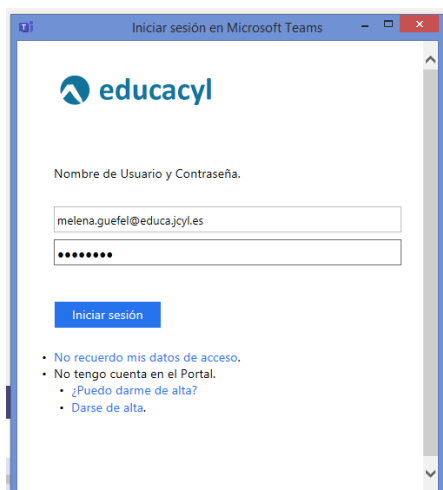 Iniciar sesión en Microsoft Teams
educacyl
Nombre de Usuario y Contraseña.
melena.guefel@educa.jcyl.es
••••••••
Iniciar sesión
• No recuerdo mis datos de acceso.
• No tengo cuenta en el Portal.
• ¿Puedo darme de alta?
• Darse de alta.